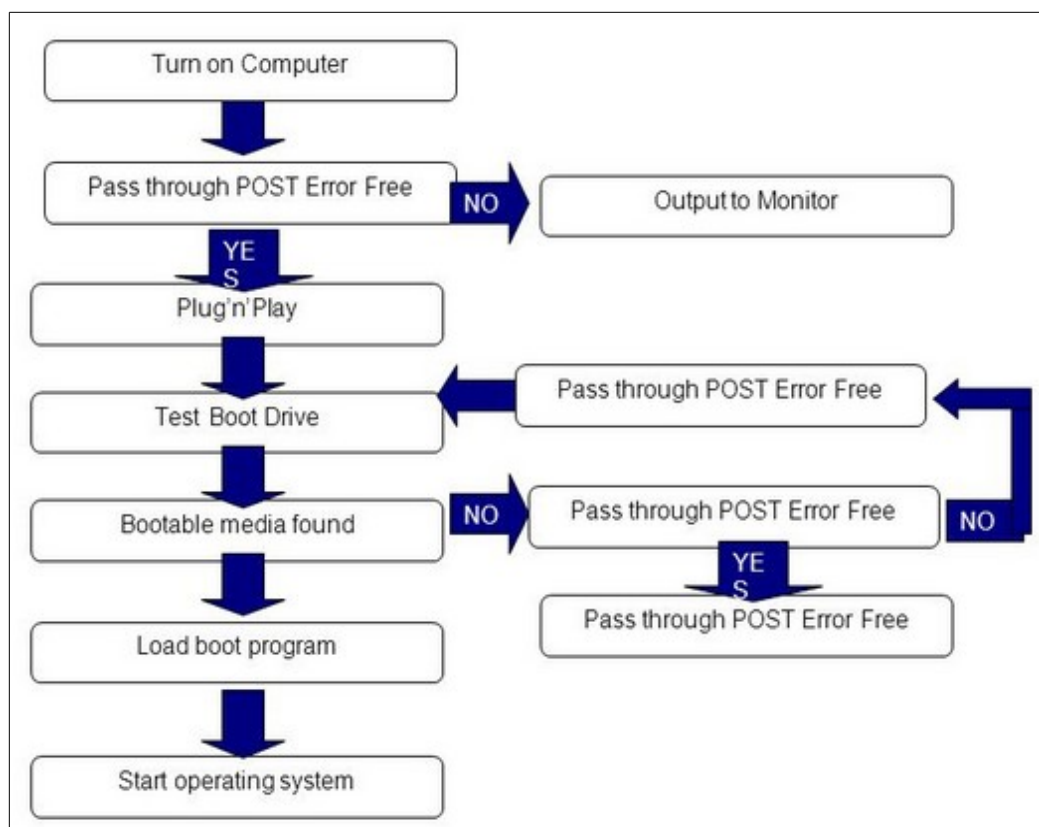 Turn on Computer
Pass through POST Error Free
NO
Output to Monitor
YE
S
Plug'n'Play
Pass through POST Error Free
Test Boot Drive
Bootable media found
NO
Pass through POST Error Free
NO
YE
S
Pass through POST Error Free
Load boot program
Start operating system